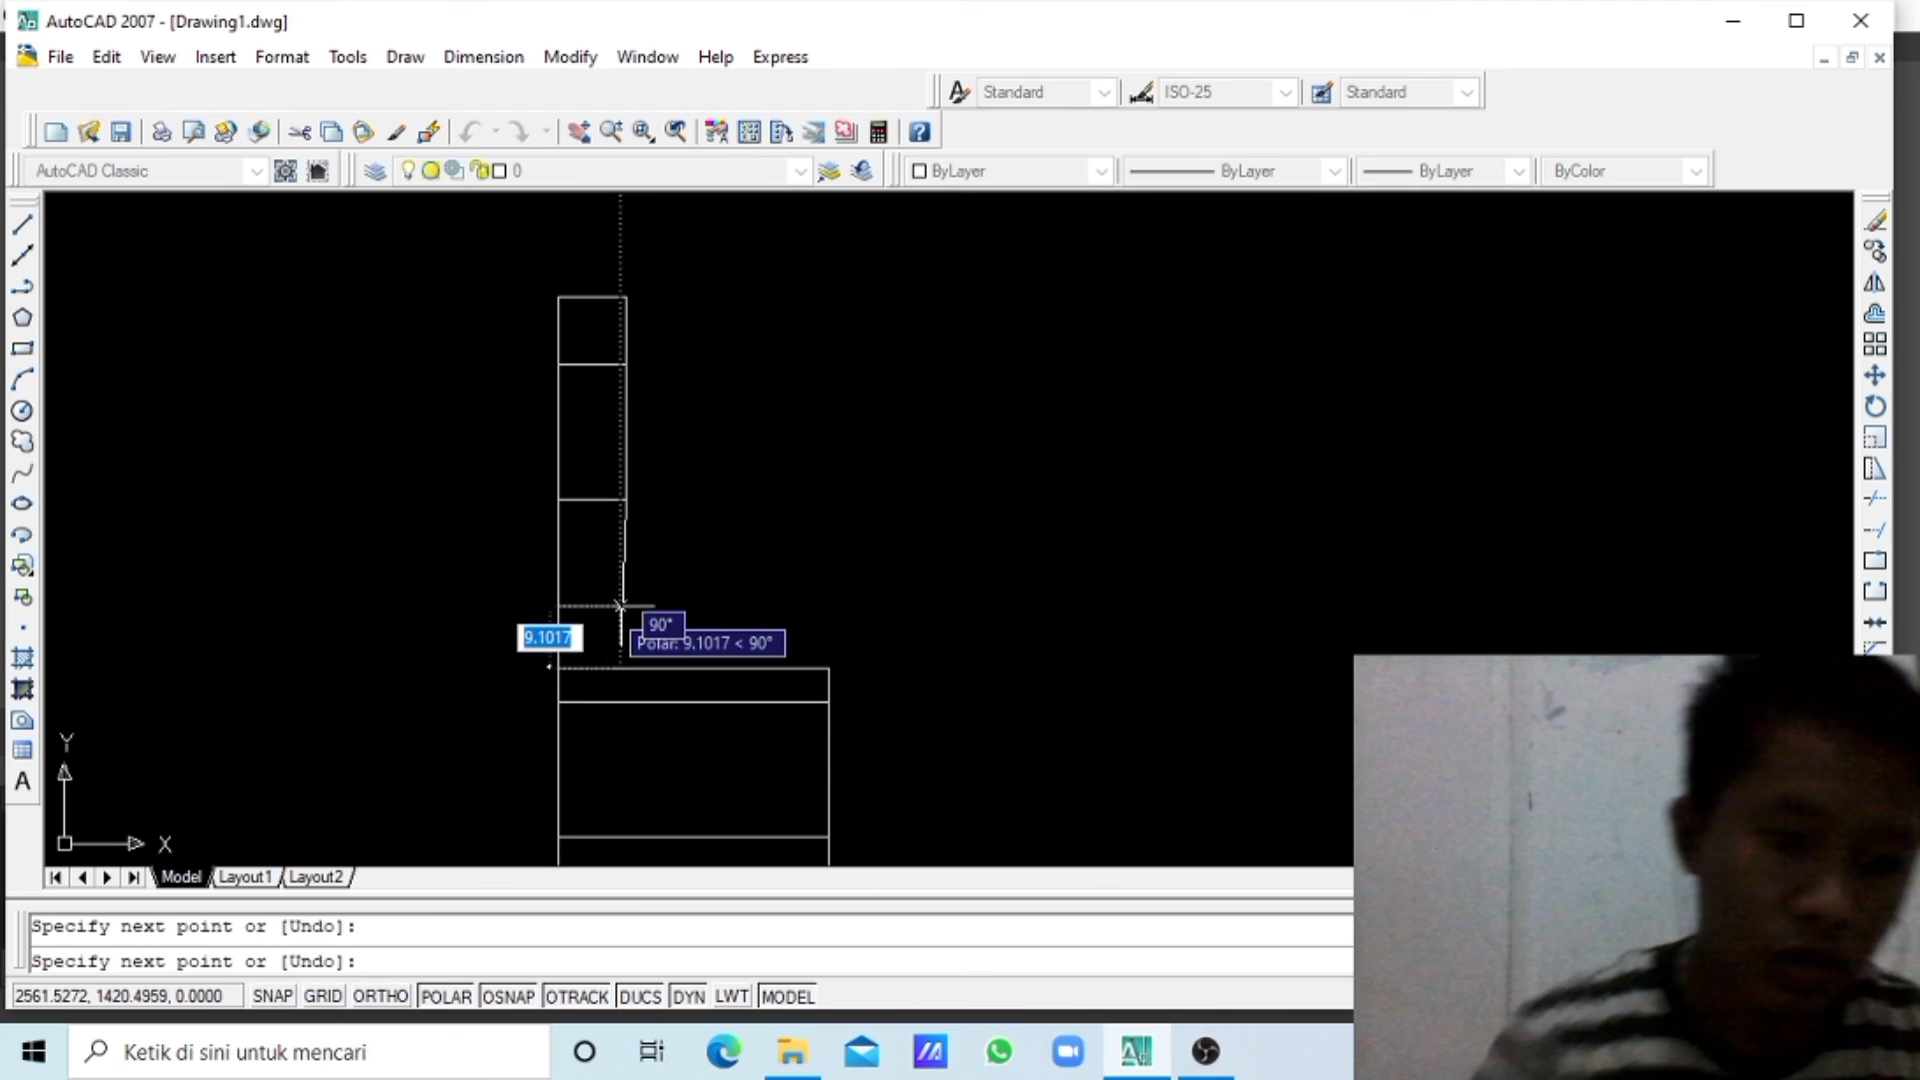 AutoCAD 2007 - [Drawing1.dwg]
File Edit View Insert Format Tools Draw Dimension Modify Window Help Express
Standard ISO-25 Standard
AutoCAD Classic 0 ByLayer ByLayer ByLayer ByColor
90°
9.1017
Polar: 9.1017 < 90°
Y
X
A
Model Layout1 Layout2
Specify next point or [Undo]:
Specify next point or [Undo]:
2561.5272, 1420.4959, 0.0000 SNAP GRID ORTHO POLAR OSNAP OTRACK DUCS DYN LWT MODEL
Ketik di sini untuk mencari